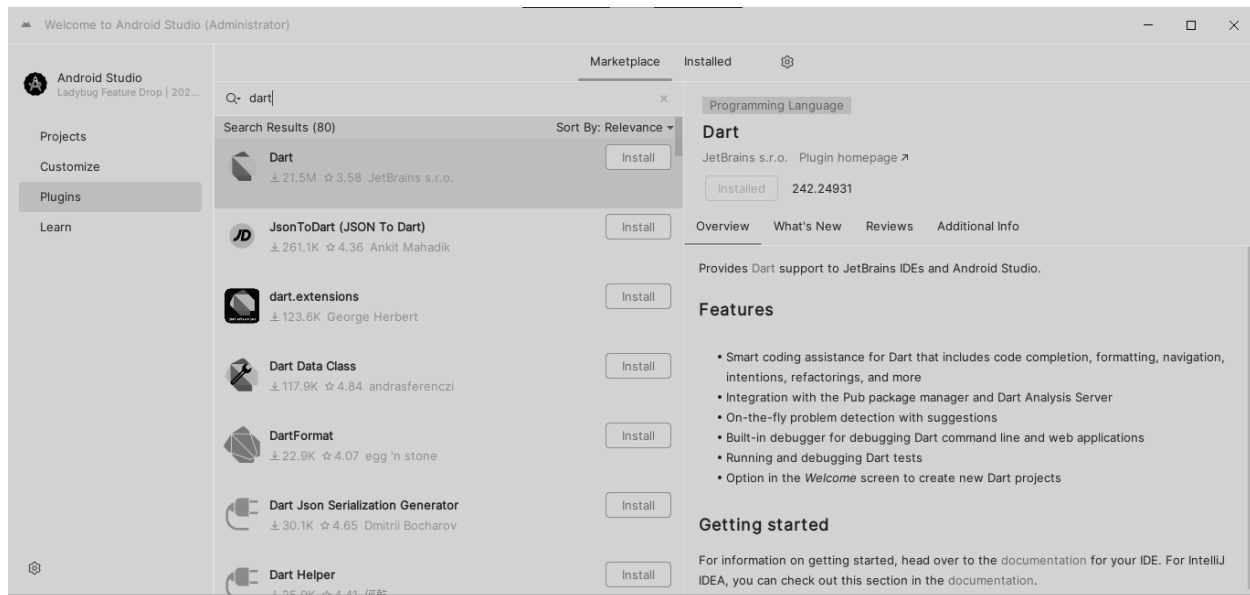 Welcome to Android Studio (Administrator)
Android Studio
Ladybug Feature Drop | 202...
Projects
Customize
Plugins
Learn
Marketplace
Installed
dart
Search Results (80)
Sort By: Relevance
Dart
Install
21.5M 3.58 JetBrains s.r.o.
JsonToDart (JSON To Dart)
Install
261.1K 4.36 Ankit Mahadik
dart.extensions
Install
123.6K George Herbert
Dart Data Class
Install
117.9K 4.84 andrasferenczi
DartFormat
Install
22.9K 4.07 egg 'n stone
Dart Json Serialization Generator
Install
30.1K 4.65 Dmitrii Bocharov
Dart Helper
Install
4.41
Programming Language
Dart
JetBrains s.r.o. Plugin homepage ↗
Installed 242.24931
Overview What's New Reviews Additional Info
Provides Dart support to JetBrains IDEs and Android Studio.
Features
• Smart coding assistance for Dart that includes code completion, formatting, navigation,
intentions, refactorings, and more
• Integration with the Pub package manager and Dart Analysis Server
• On-the-fly problem detection with suggestions
• Built-in debugger for debugging Dart command line and web applications
• Running and debugging Dart tests
• Option in the Welcome screen to create new Dart projects
Getting started
For information on getting started, head over to the documentation for your IDE. For IntelliJ
IDEA, you can check out this section in the documentation.